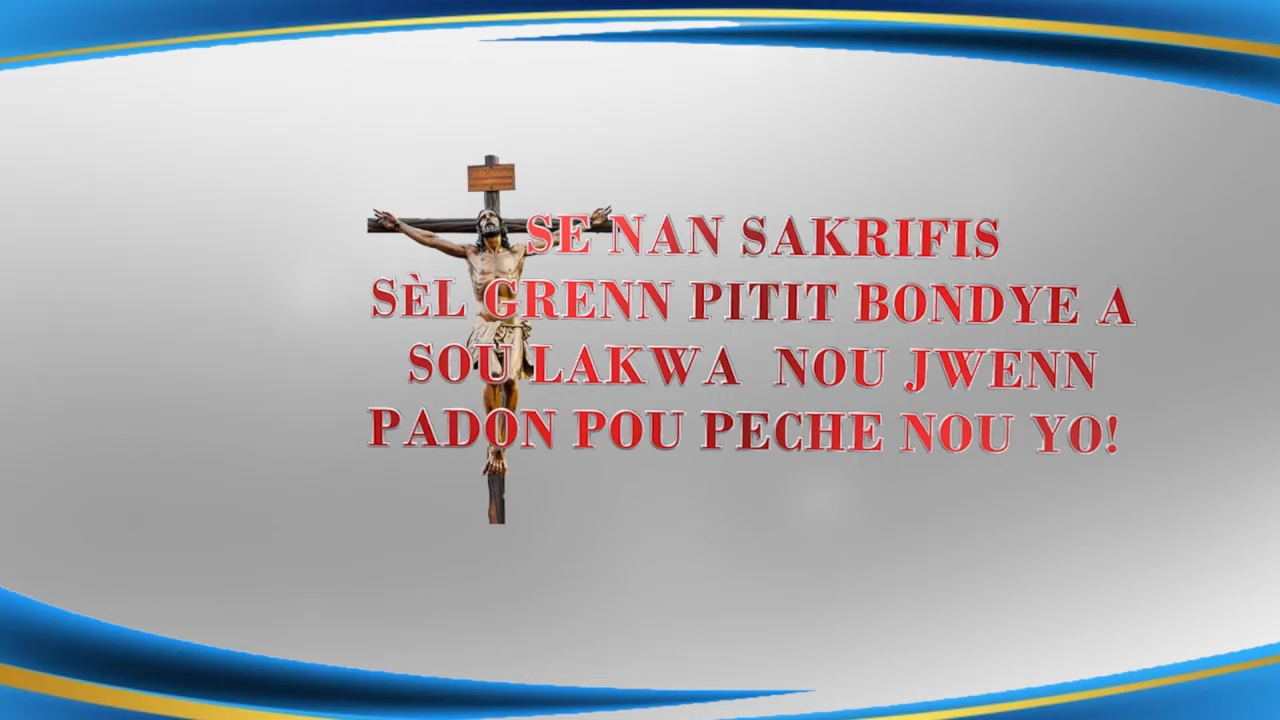 SE NAN SAKRIFIS
SÈL GRENN PITIT BONDYE A
SOU LAKWA NOU JWENN
PADON POU PECHE NOU YO!